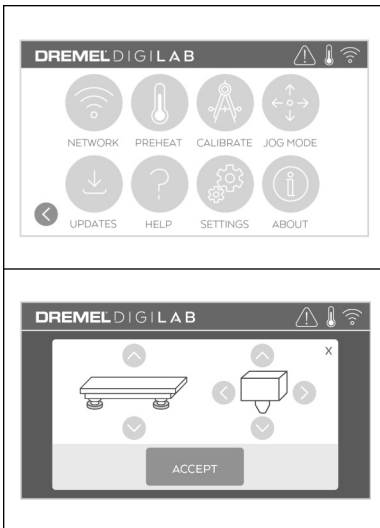 DREMEL DIGILAB
NETWORK PREHEAT CALIBRATE JOG MODE
UPDATES HELP SETTINGS ABOUT
DREMEL DIGILAB
X
ACCEPT